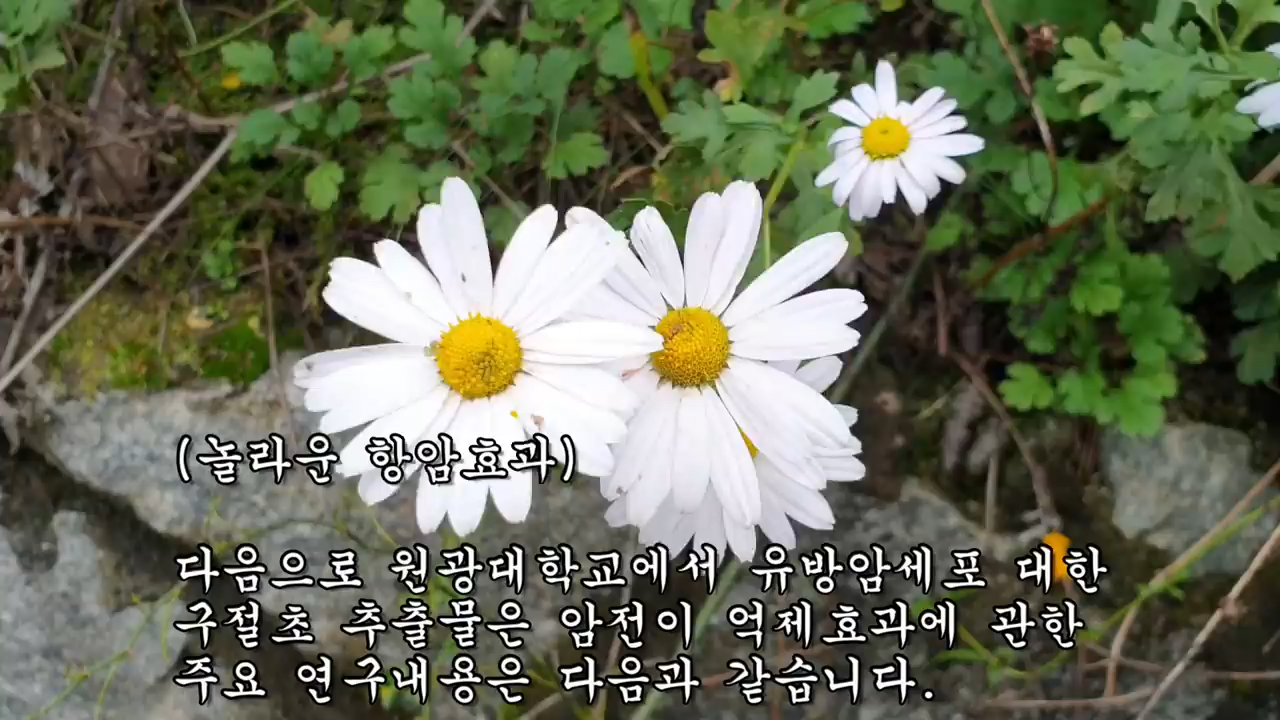 (놀라운 항암효과)
다음으로 원광대학교에서 유방암세포 대한
구절초 추출물은 암전이 억제효과에 관한
주요 연구내용은 다음과 같습니다.